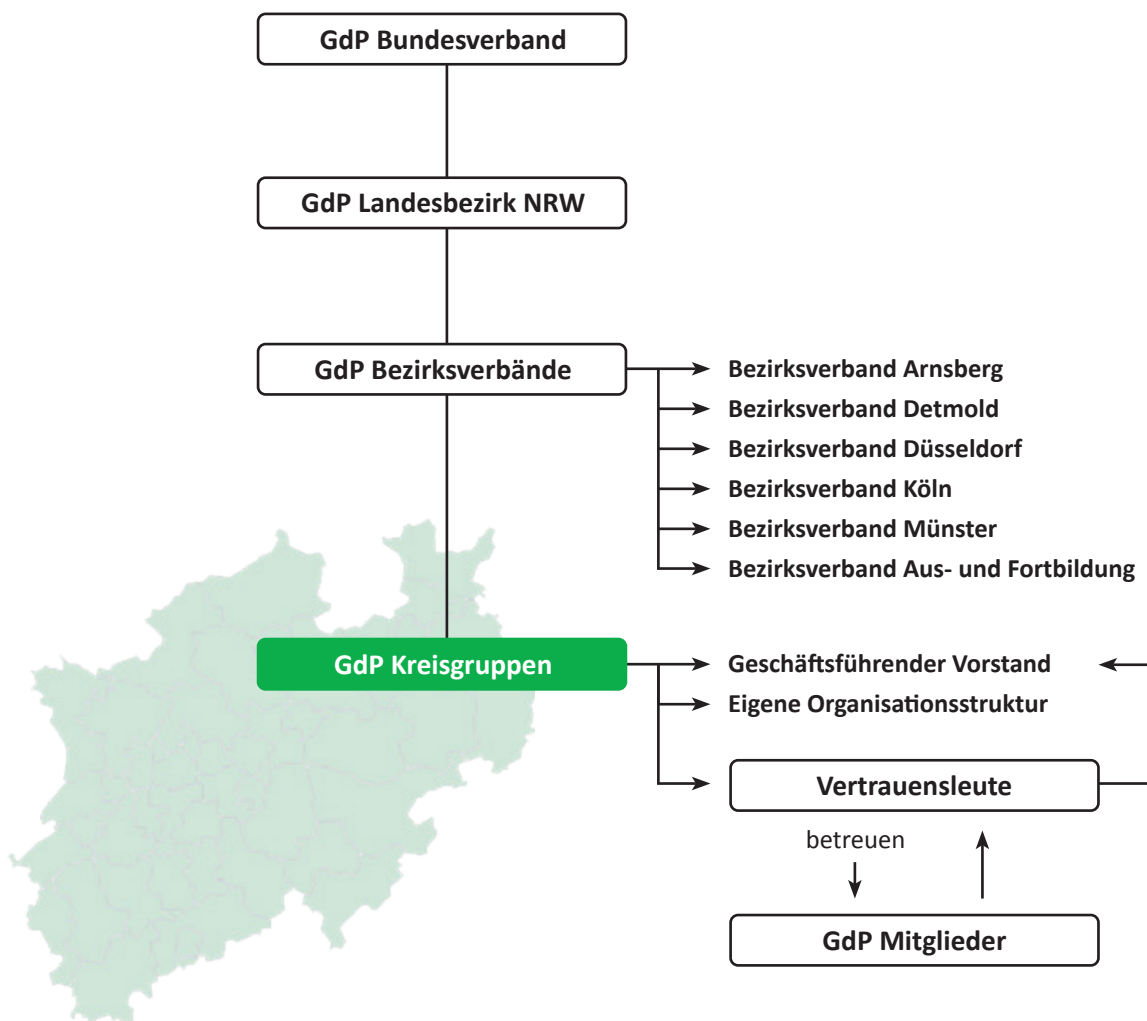 GdP Bundesverband
GdP Landesbezirk NRW
GdP Bezirksverbände
Bezirksverband Arnsberg
Bezirksverband Detmold
Bezirksverband Düsseldorf
Bezirksverband Köln
Bezirksverband Münster
Bezirksverband Aus- und Fortbildung
GdP Kreisgruppen
Geschäftsführender Vorstand
Eigene Organisationsstruktur
Vertrauensleute
betreuen
GdP Mitglieder